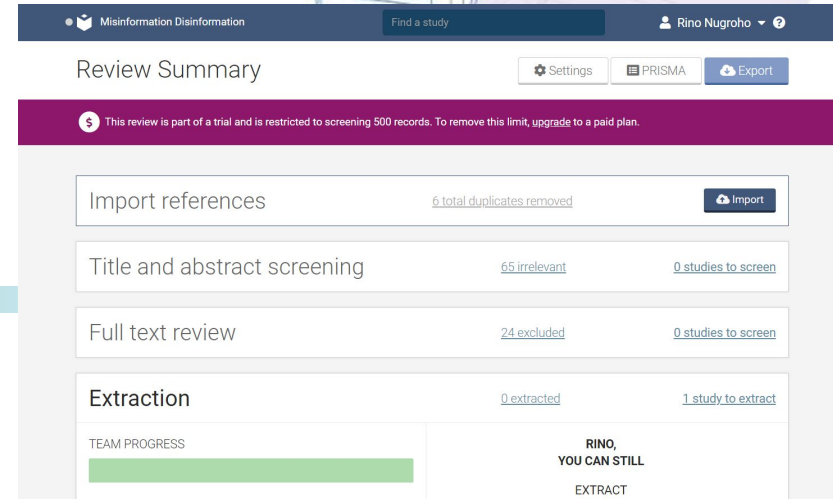 Misinformation Disinformation Find a study Rino Nugroho
Review Summary Settings PRISMA Export
This review is part of a trial and is restricted to screening 500 records. To remove this limit, upgrade to a paid plan.
Import references 6 total duplicates removed Import
Title and abstract screening 65 irrelevant 0 studies to screen
Full text review 24 excluded 0 studies to screen
Extraction 0 extracted 1 study to extract
TEAM PROGRESS RINO,
YOU CAN STILL
EXTRACT